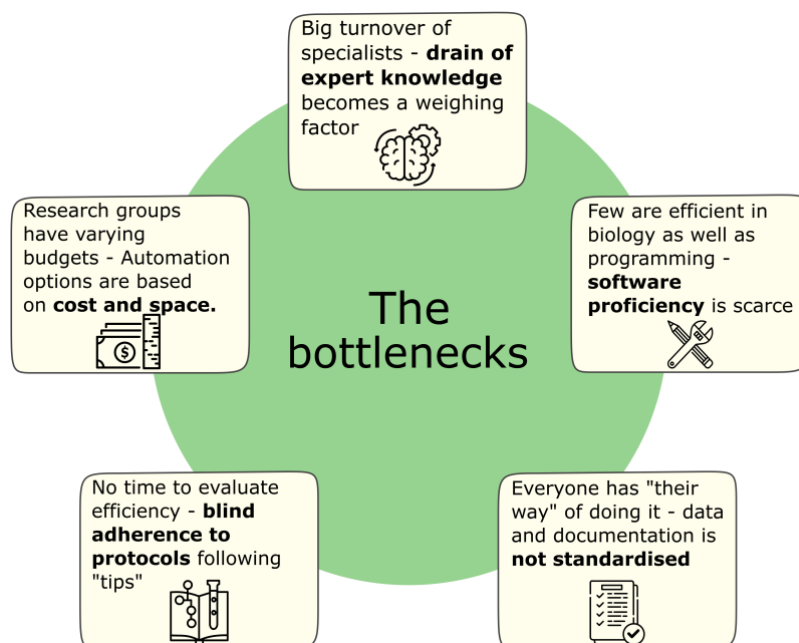 Big turnover of
specialists - drain of
expert knowledge
becomes a weighing
factor
Research groups
have varying
budgets - Automation
options are based
on cost and space.
$
Few are efficient in
biology as well as
programming -
software
proficiency is scarce
The
bottlenecks
No time to evaluate
efficiency - blind
adherence to
protocols following
"tips"
Everyone has "their
way" of doing it - data
and documentation is
not standardised